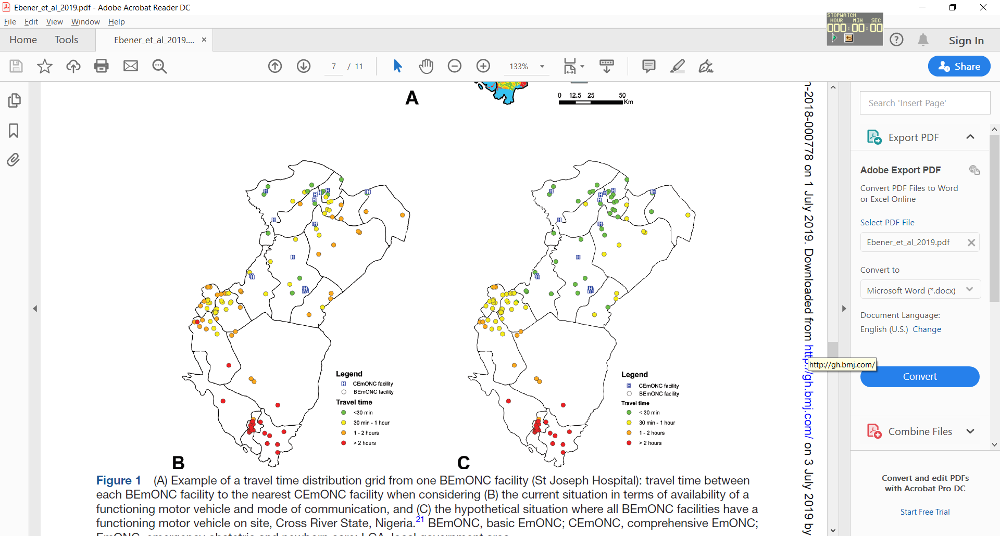 Ebener_et_al_2019.pdf - Adobe Acrobat Reader DC
File Edit View Window Help
STOPWATCH
HOUR MIN SEC
000:00:00
Home Tools Ebener_et_al_2019.... × Sign In
7 / 11 133% Share
A
0 12.5 25 50
Km
Legend
CEmONC facility
BEmONC facility
Travel time
<30 min
30 min - 1 hour
1 - 2 hours
> 2 hours
B
Legend
CEmONC facility
BEmONC facility
Travel time
< 30 min
30 min - 1 hour
1 - 2 hours
> 2 hours
C
Figure 1 (A) Example of a travel time distribution grid from one BEmONC facility (St Joseph Hospital): travel time between
each BEmONC facility to the nearest CEmONC facility when considering (B) the current situation in terms of availability of a
functioning motor vehicle and mode of communication, and (C) the hypothetical situation where all BEmONC facilities have a
functioning motor vehicle on site, Cross River State, Nigeria.21 BEmONC, basic EmONC; CEmONC, comprehensive EmONC;
EmONC, emergency obstetric and newborn care; LGA, local government area.
h-2018-000778 on 1 July 2019. Downloaded from http://gh.bmj.com/ on 3 July 2019 by
http://gh.bmj.com/
Search 'Insert Page'
Export PDF
Adobe Export PDF
Convert PDF Files to Word
or Excel Online
Select PDF File
Ebener_et_al_2019.pdf
Convert to
Microsoft Word (*.docx)
Document Language:
English (U.S.) Change
Convert
Combine Files
Convert and edit PDFs
with Acrobat Pro DC
Start Free Trial